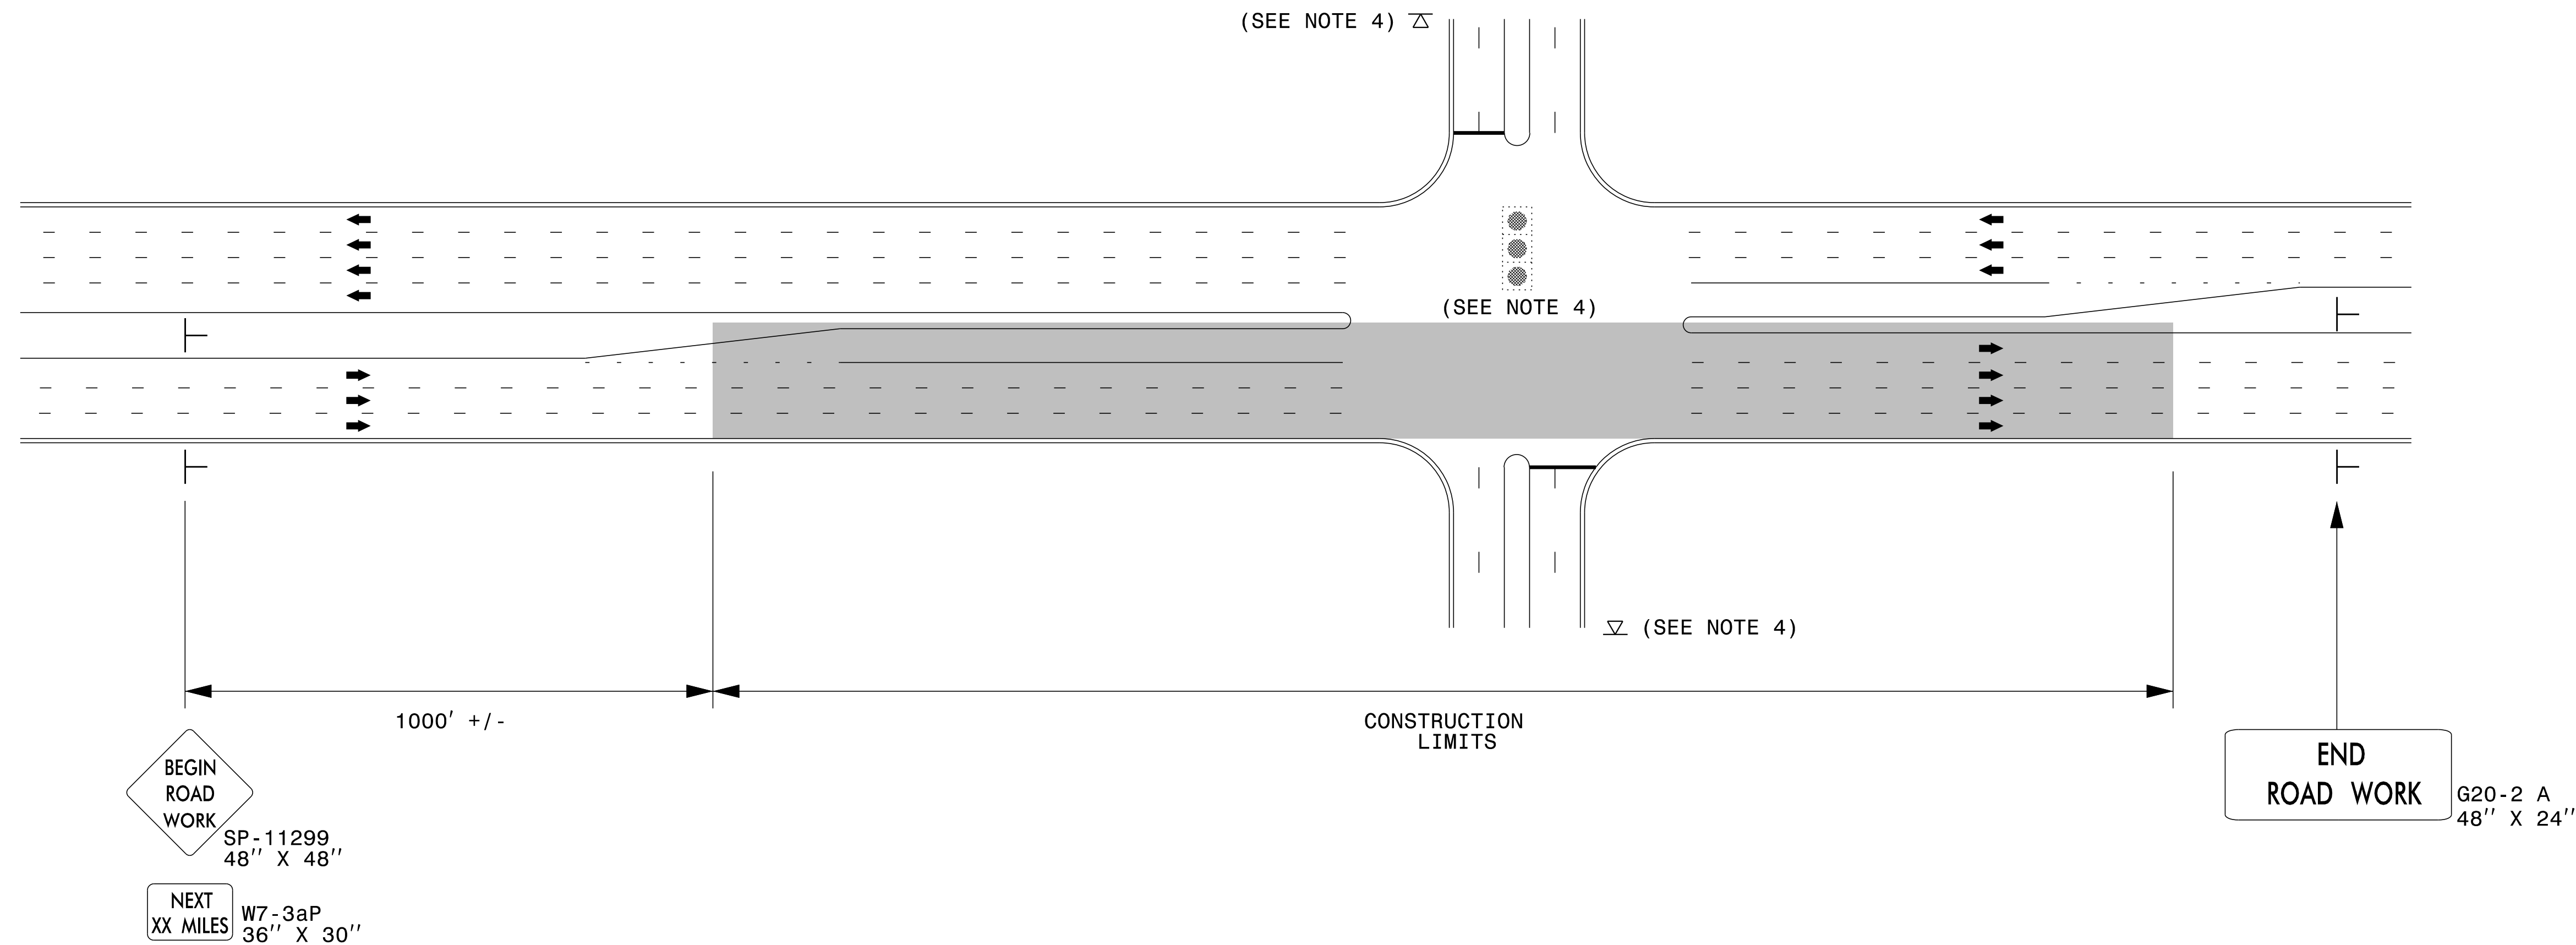 (SEE NOTE 4)
(SEE NOTE 4)
(SEE NOTE 4)
1000' +/-
CONSTRUCTION
LIMITS
BEGIN
ROAD
WORK
SP-11299
48'' X 48''
NEXT
XX MILES
W7-3aP
36'' X 30''
END
ROAD WORK
G20-2 A
48'' X 24''